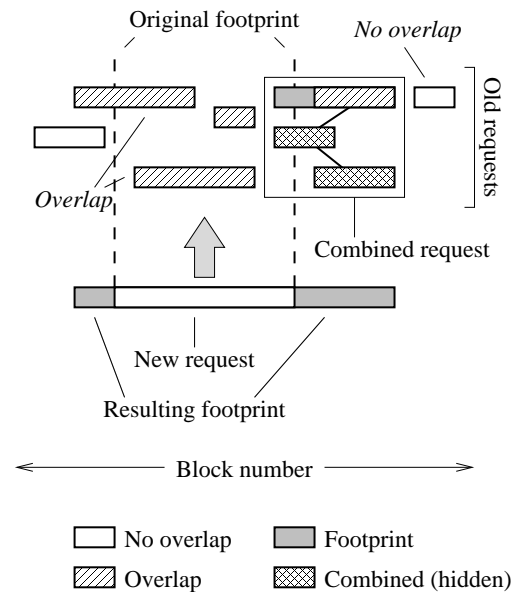 Original footprint
No overlap
Old requests
Overlap
Combined request
New request
Resulting footprint
Block number
No overlap
Footprint
Overlap
Combined (hidden)